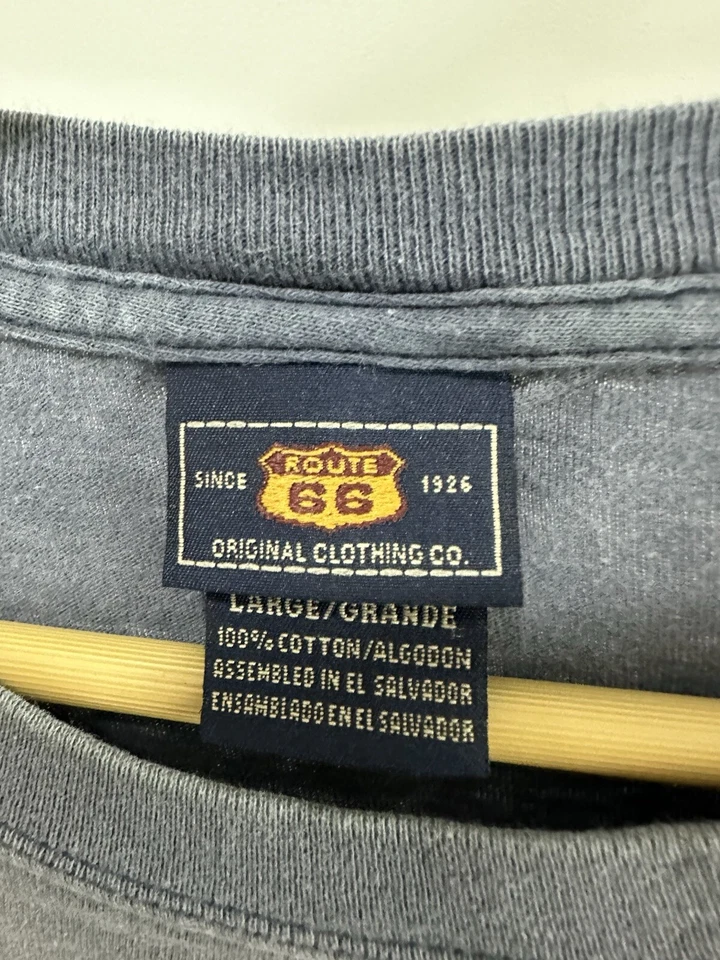 SINCE ROUTE 66 1926
ORIGINAL CLOTHING CO.
LARGE/GRANDE
100% COTTON/ALGODON
ASSEMBLED IN EL SALVADOR
ENSAMBLADO EN EL SALVADOR